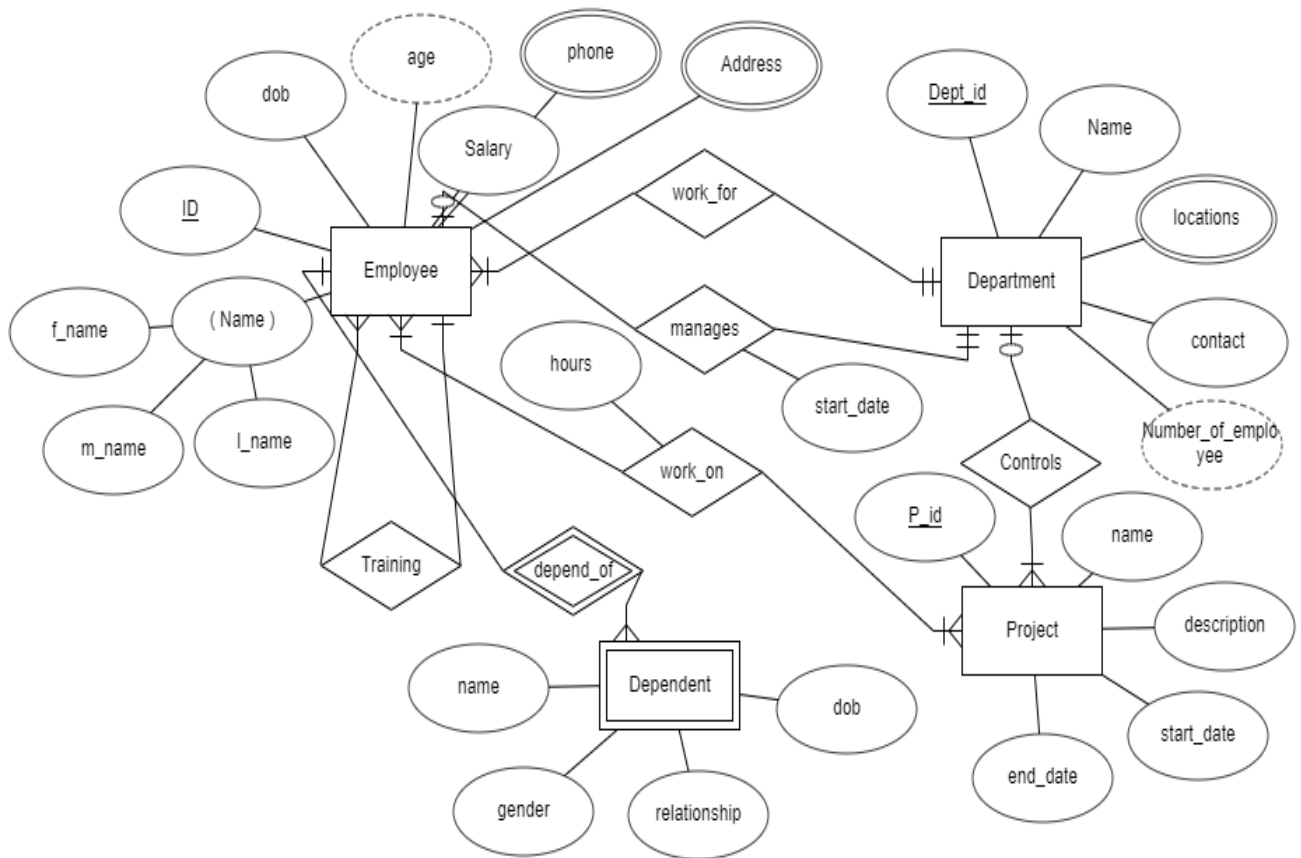 age
phone
Address
dob
Salary
Dept_id
Name
ID
work_for
locations
Employee
Department
( Name )
f_name
manages
contact
hours
start_date
m_name
l_name
Number_of_emplo
yee
work_on
Controls
P_id
name
Training
depend_of
Project
description
name
Dependent
dob
start_date
end_date
gender
relationship